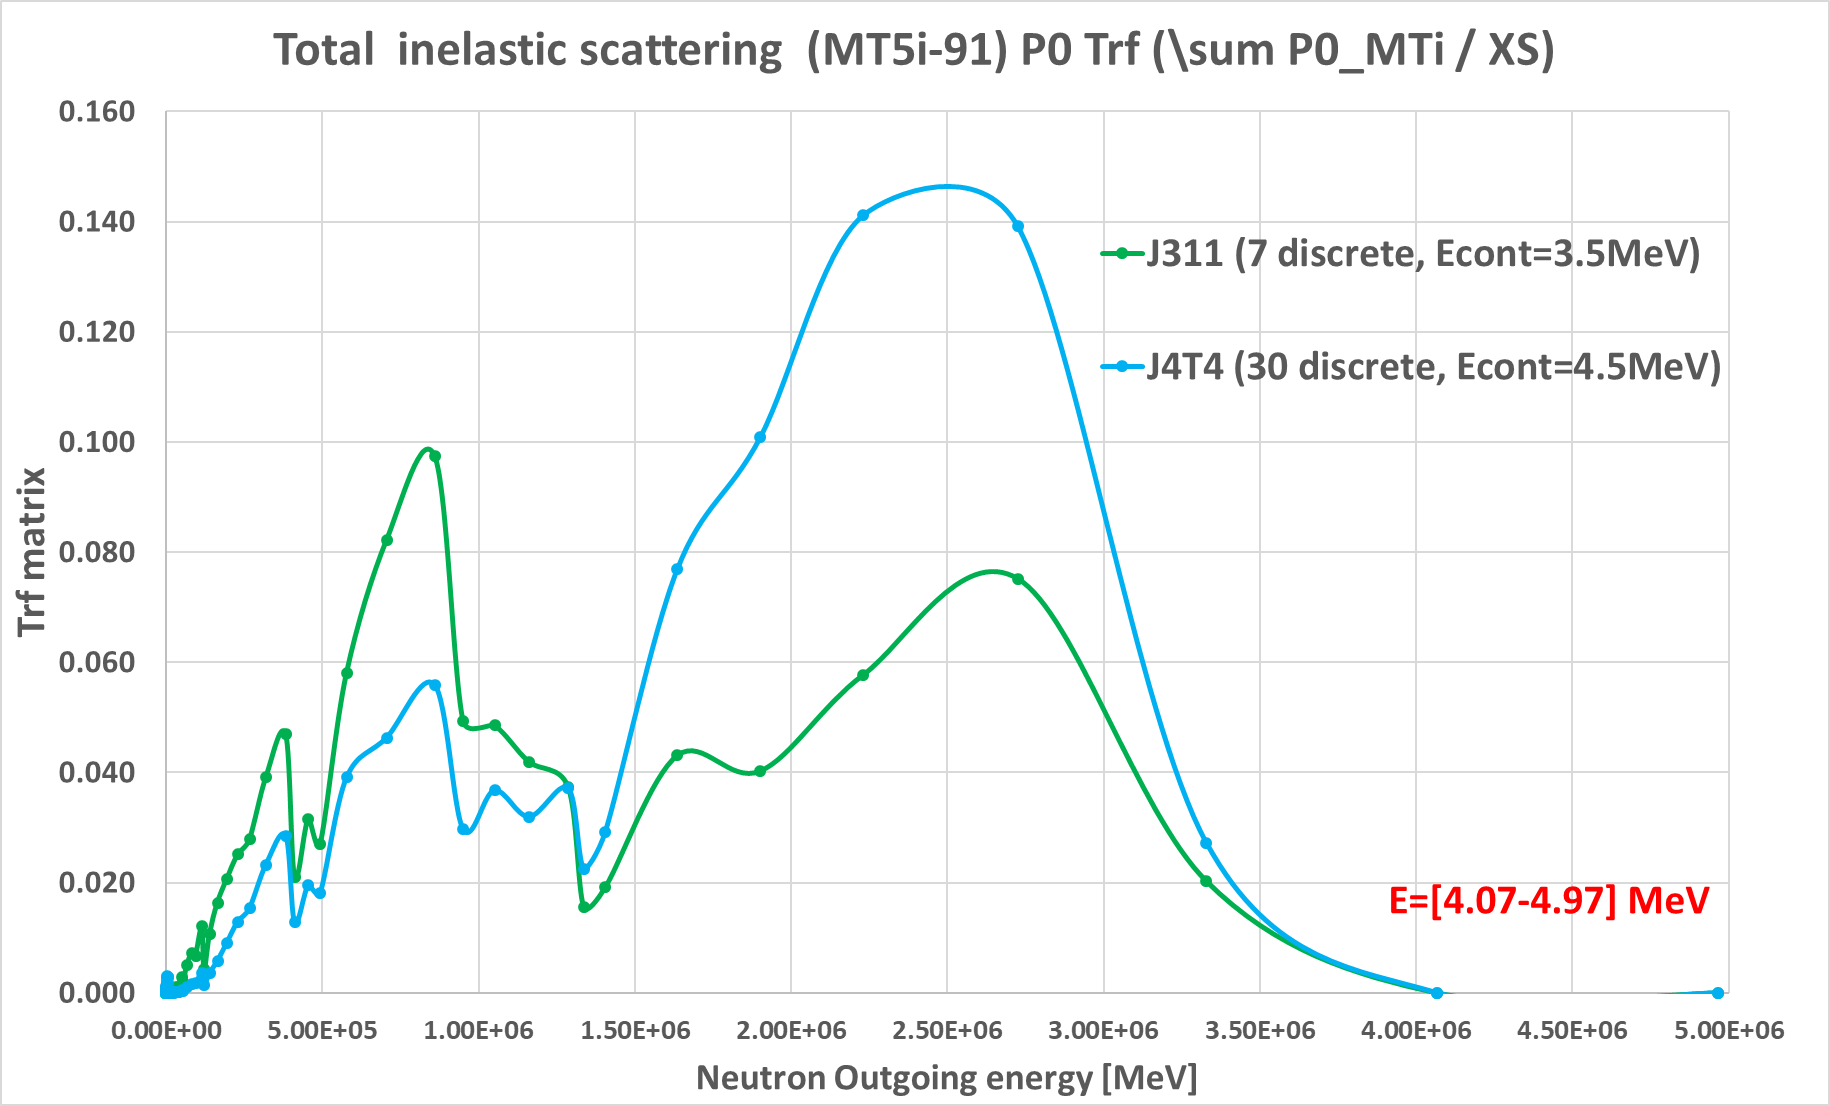 Total  inelastic scattering  (MT5i-91) P0 Trf (\sum P0_MTi / XS)
0.160
0.140
0.120
0.100
0.080
0.060
0.040
0.020
0.000
Trf matrix
J311 (7 discrete, Econt=3.5MeV)
J4T4 (30 discrete, Econt=4.5MeV)
E=[4.07-4.97] MeV
0.00E+00 5.00E+05 1.00E+06 1.50E+06 2.00E+06 2.50E+06 3.00E+06 3.50E+06 4.00E+06 4.50E+06 5.00E+06
Neutron Outgoing energy [MeV]